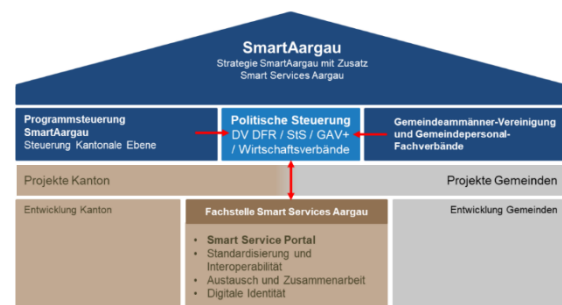 SmartAargau
Strategie SmartAargau mit Zusatz
Smart Services Aargau
Programmsteuerung
SmartAargau
Steuerung Kantonale Ebene
Politische Steuerung
DV DFR / StS / GAV+
/ Wirtschaftsverbände
Gemeindeammänner-Vereinigung
und Gemeindepersonal-
Fachverbände
Projekte Kanton
Projekte Gemeinden
Entwicklung Kanton
Fachstelle Smart Services Aargau
Entwicklung Gemeinden
• Smart Service Portal
• Standardisierung und
Interoperabilität
• Austausch und Zusammenarbeit
• Digitale Identität